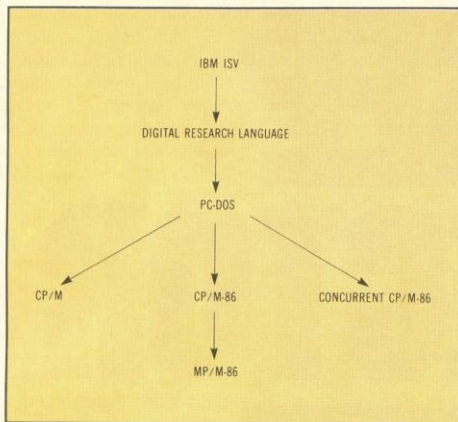 IBM ISV
DIGITAL RESEARCH LANGUAGE
PC-DOS
CP/M CP/M-86 CONCURRENT CP/M-86
MP/M-86